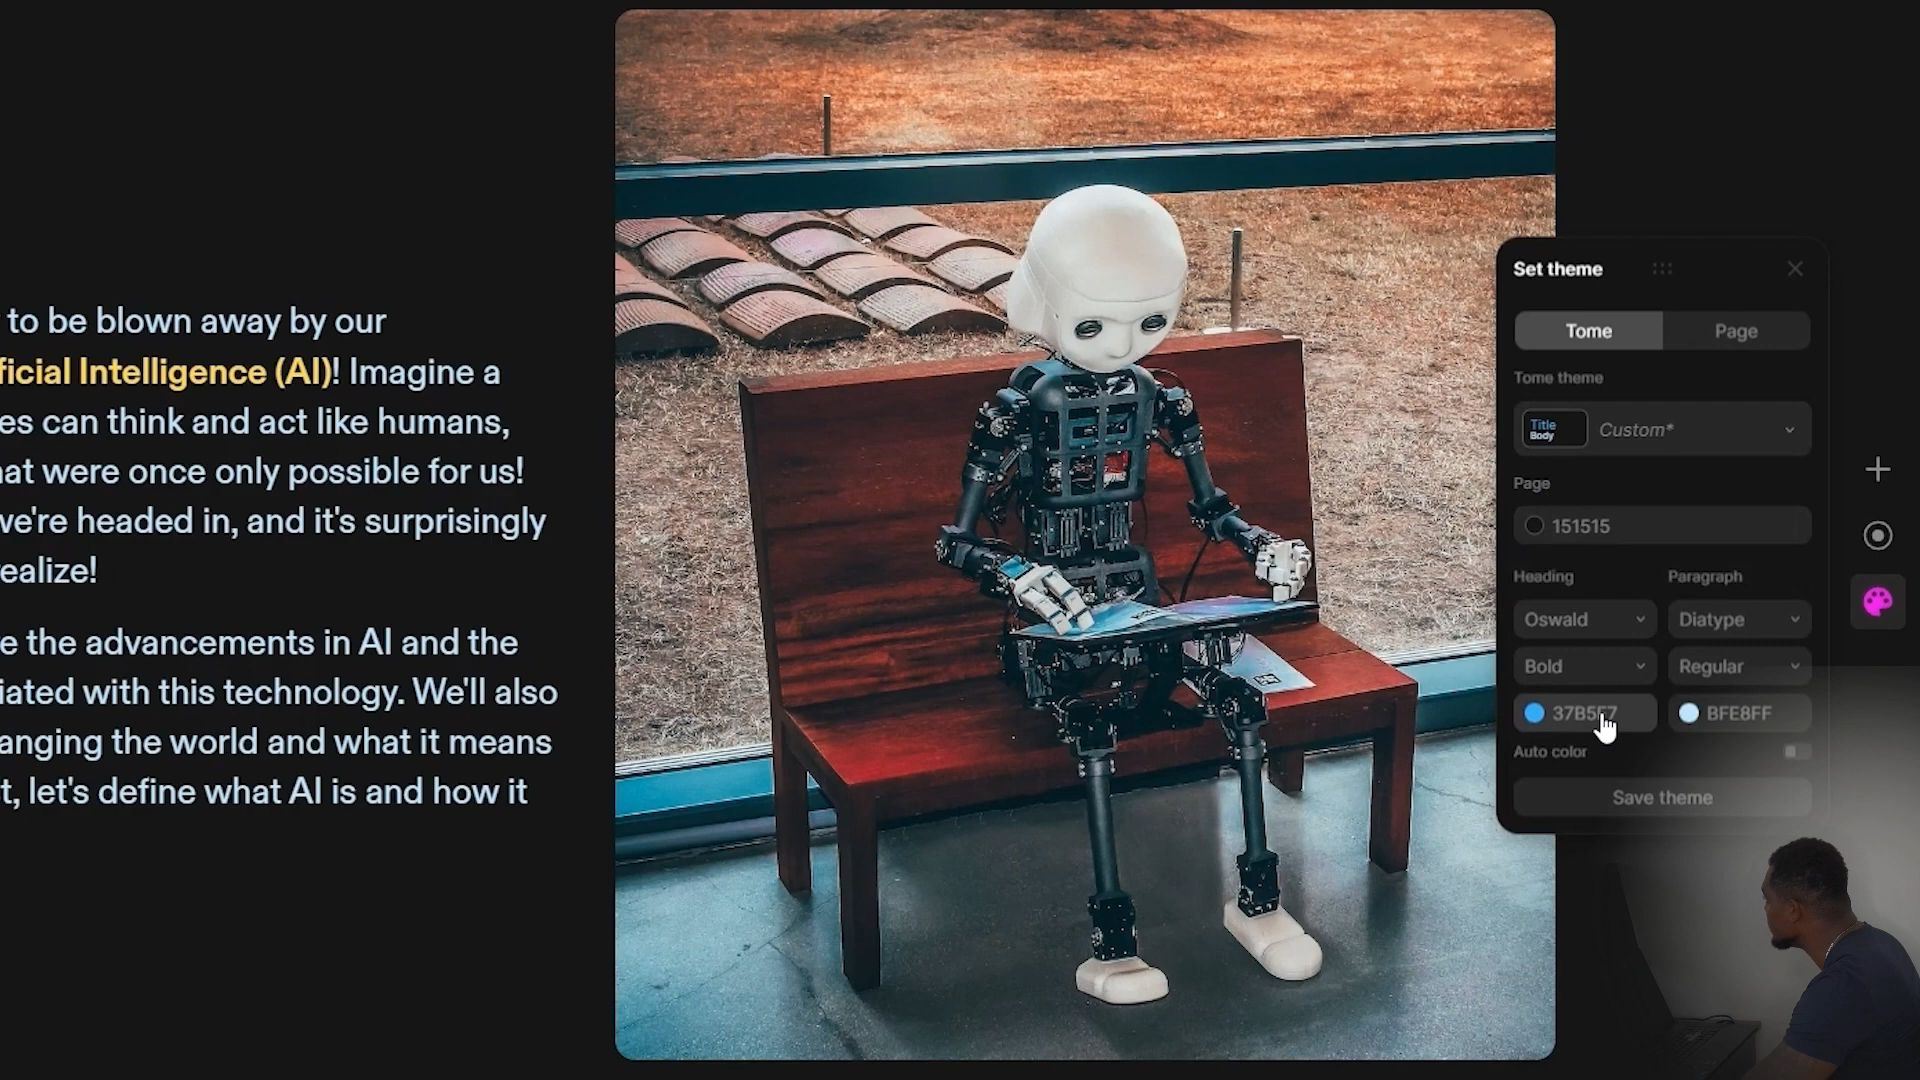 to be blown away by our
ficial Intelligence (AI)! Imagine a
es can think and act like humans,
nat were once only possible for us!
we're headed in, and it's surprisingly
ealize!
e the advancements in AI and the
iated with this technology. We'll also
anging the world and what it means
t, let's define what AI is and how it
Set theme
Tome Page
Tome theme
Title
Body
Custom*
Page
151515
Heading Paragraph
Oswald Diatype
Bold Regular
BFE8FF
Auto color
Save theme